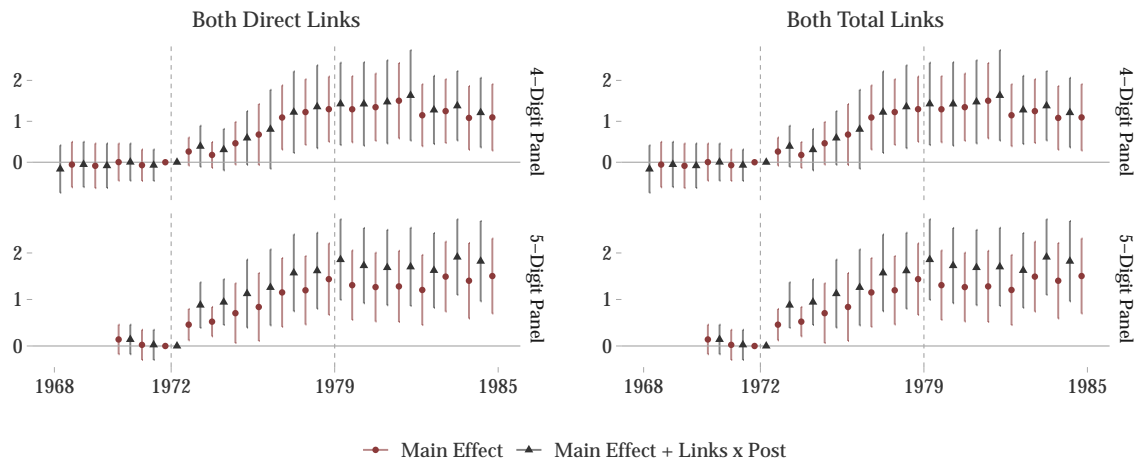 Both Direct Links
Both Total Links
2
1
0
4−Digit Panel
2
1
0
4−Digit Panel
2
1
0
5−Digit Panel
2
1
0
5−Digit Panel
1968
1972
1979
1985
1968
1972
1979
1985
Main Effect
Main Effect + Links x Post